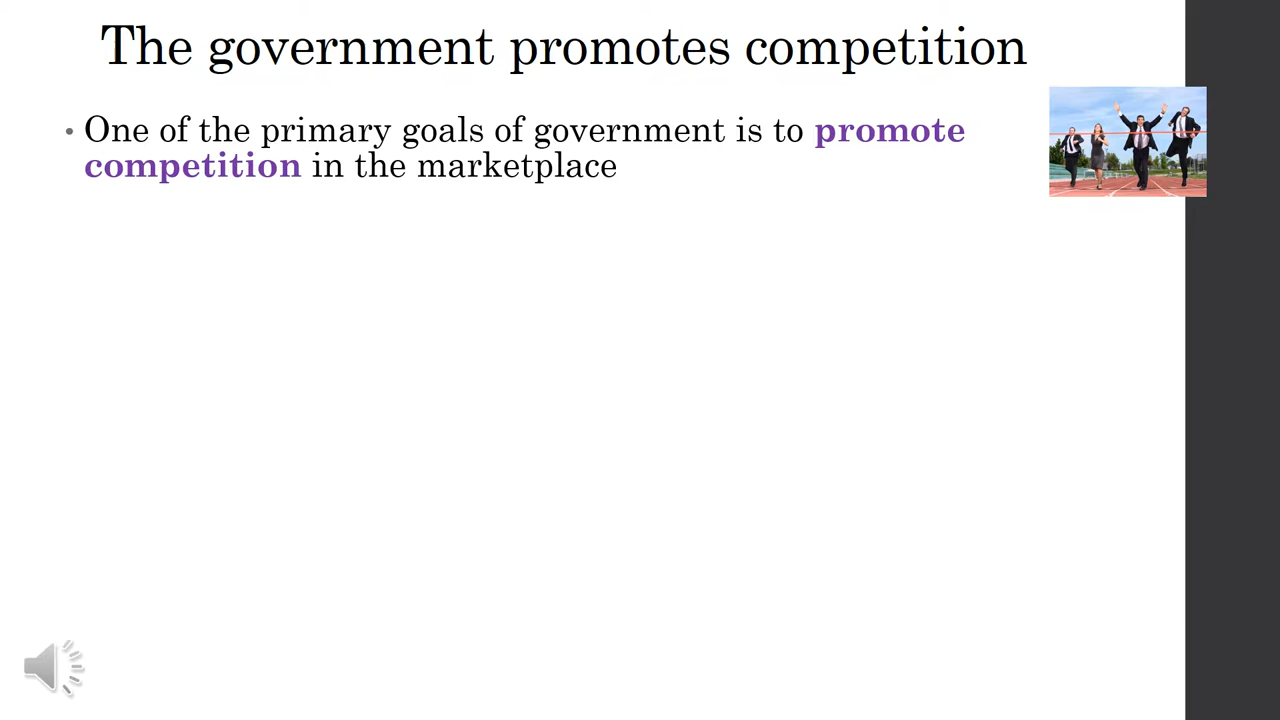 The government promotes competition
• One of the primary goals of government is to promote
competition in the marketplace